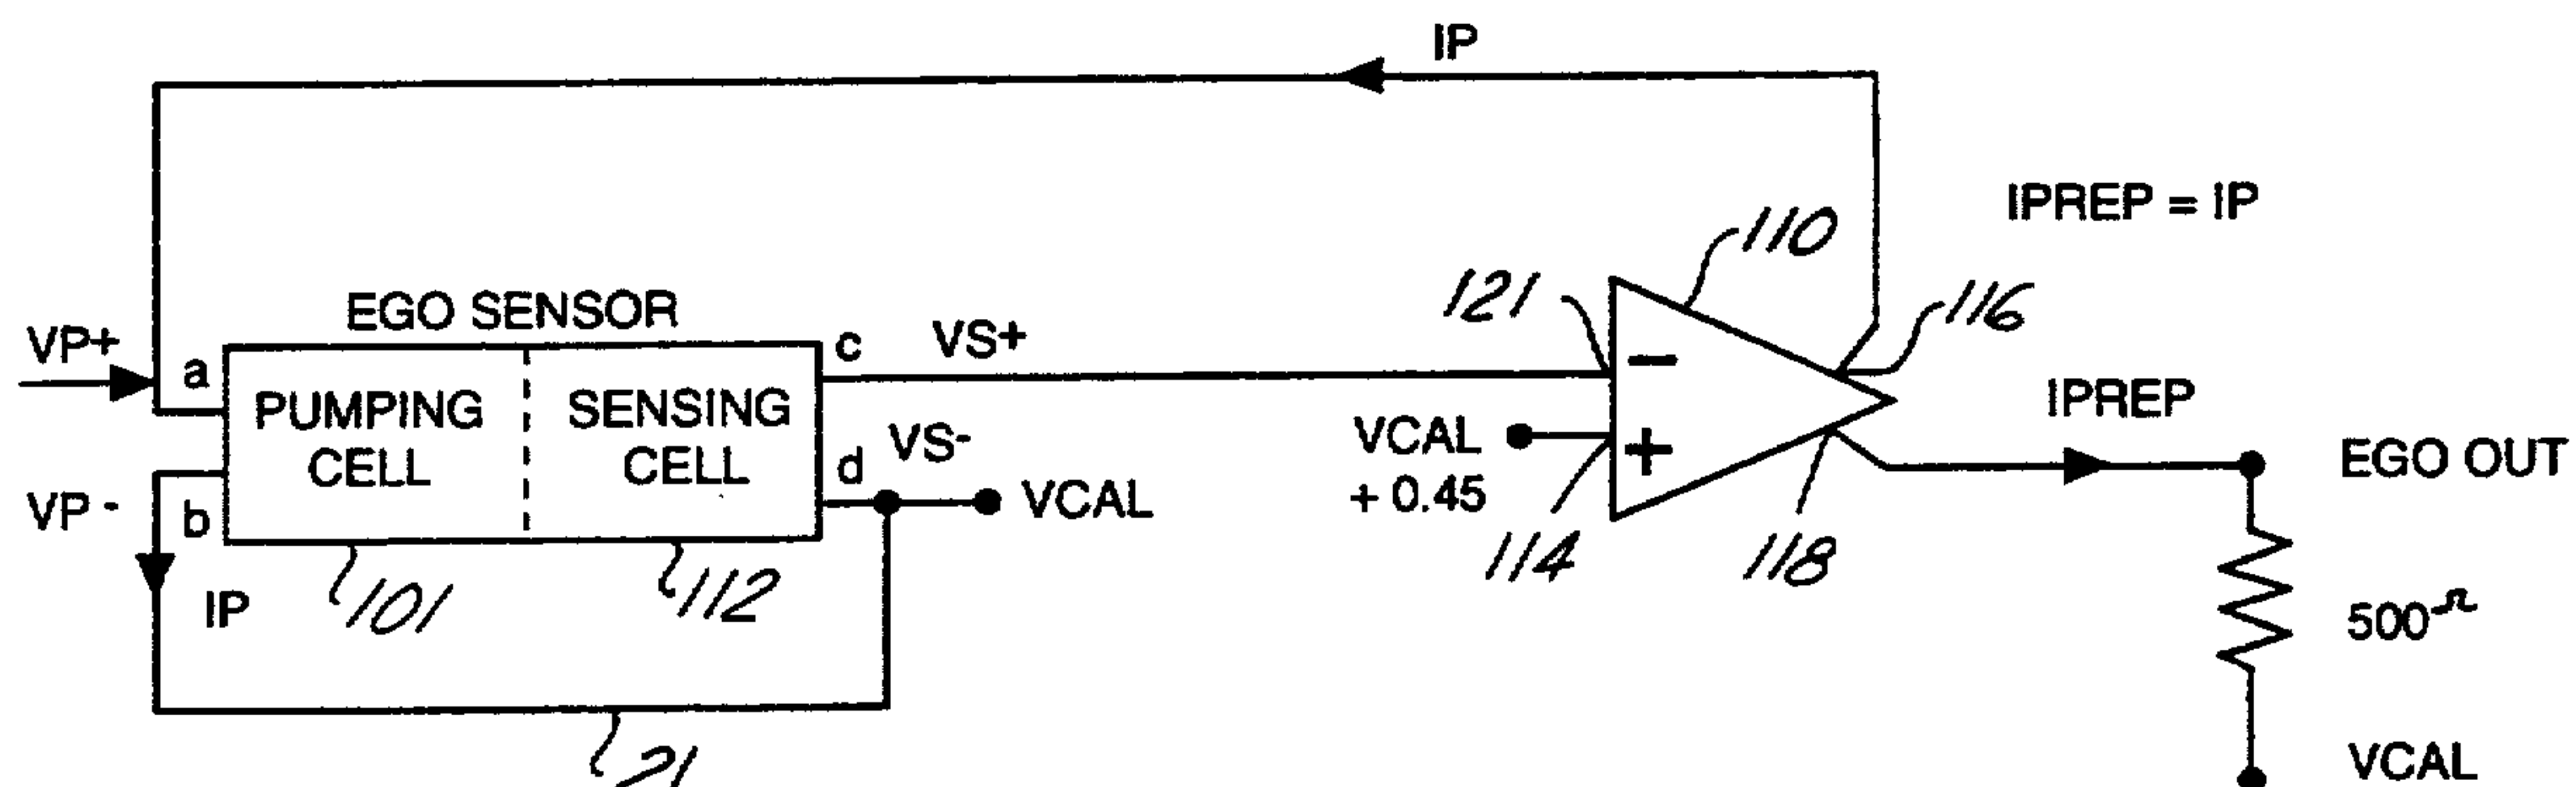 IP
IPREP = IP
110
121
116
EGO SENSOR
VP+
a
c
VS+
PUMPING
CELL
SENSING
CELL
−
+
VCAL
+ 0.45
IPREP
EGO OUT
VS-
d
VCAL
VP -
b
114
118
IP
101
112
500Ω
21
VCAL